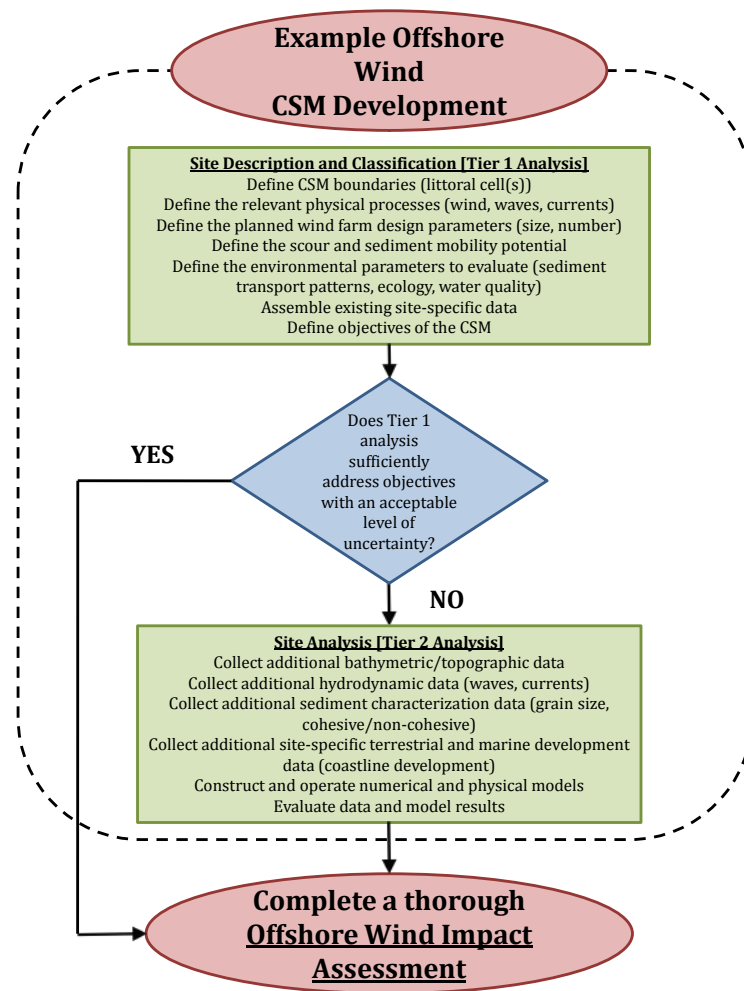 Example Offshore
Wind
CSM Development
Site Description and Classification [Tier 1 Analysis]
Define CSM boundaries (littoral cell(s))
Define the relevant physical processes (wind, waves, currents)
Define the planned wind farm design parameters (size, number)
Define the scour and sediment mobility potential
Define the environmental parameters to evaluate (sediment
transport patterns, ecology, water quality)
Assemble existing site-specific data
Define objectives of the CSM
Does Tier 1
analysis
sufficiently
address objectives
with an acceptable
level of
uncertainty?
YES
NO
Site Analysis [Tier 2 Analysis]
Collect additional bathymetric/topographic data
Collect additional hydrodynamic data (waves, currents)
Collect additional sediment characterization data (grain size,
cohesive/non-cohesive)
Collect additional site-specific terrestrial and marine development
data (coastline development)
Construct and operate numerical and physical models
Evaluate data and model results
Complete a thorough
Offshore Wind Impact
Assessment